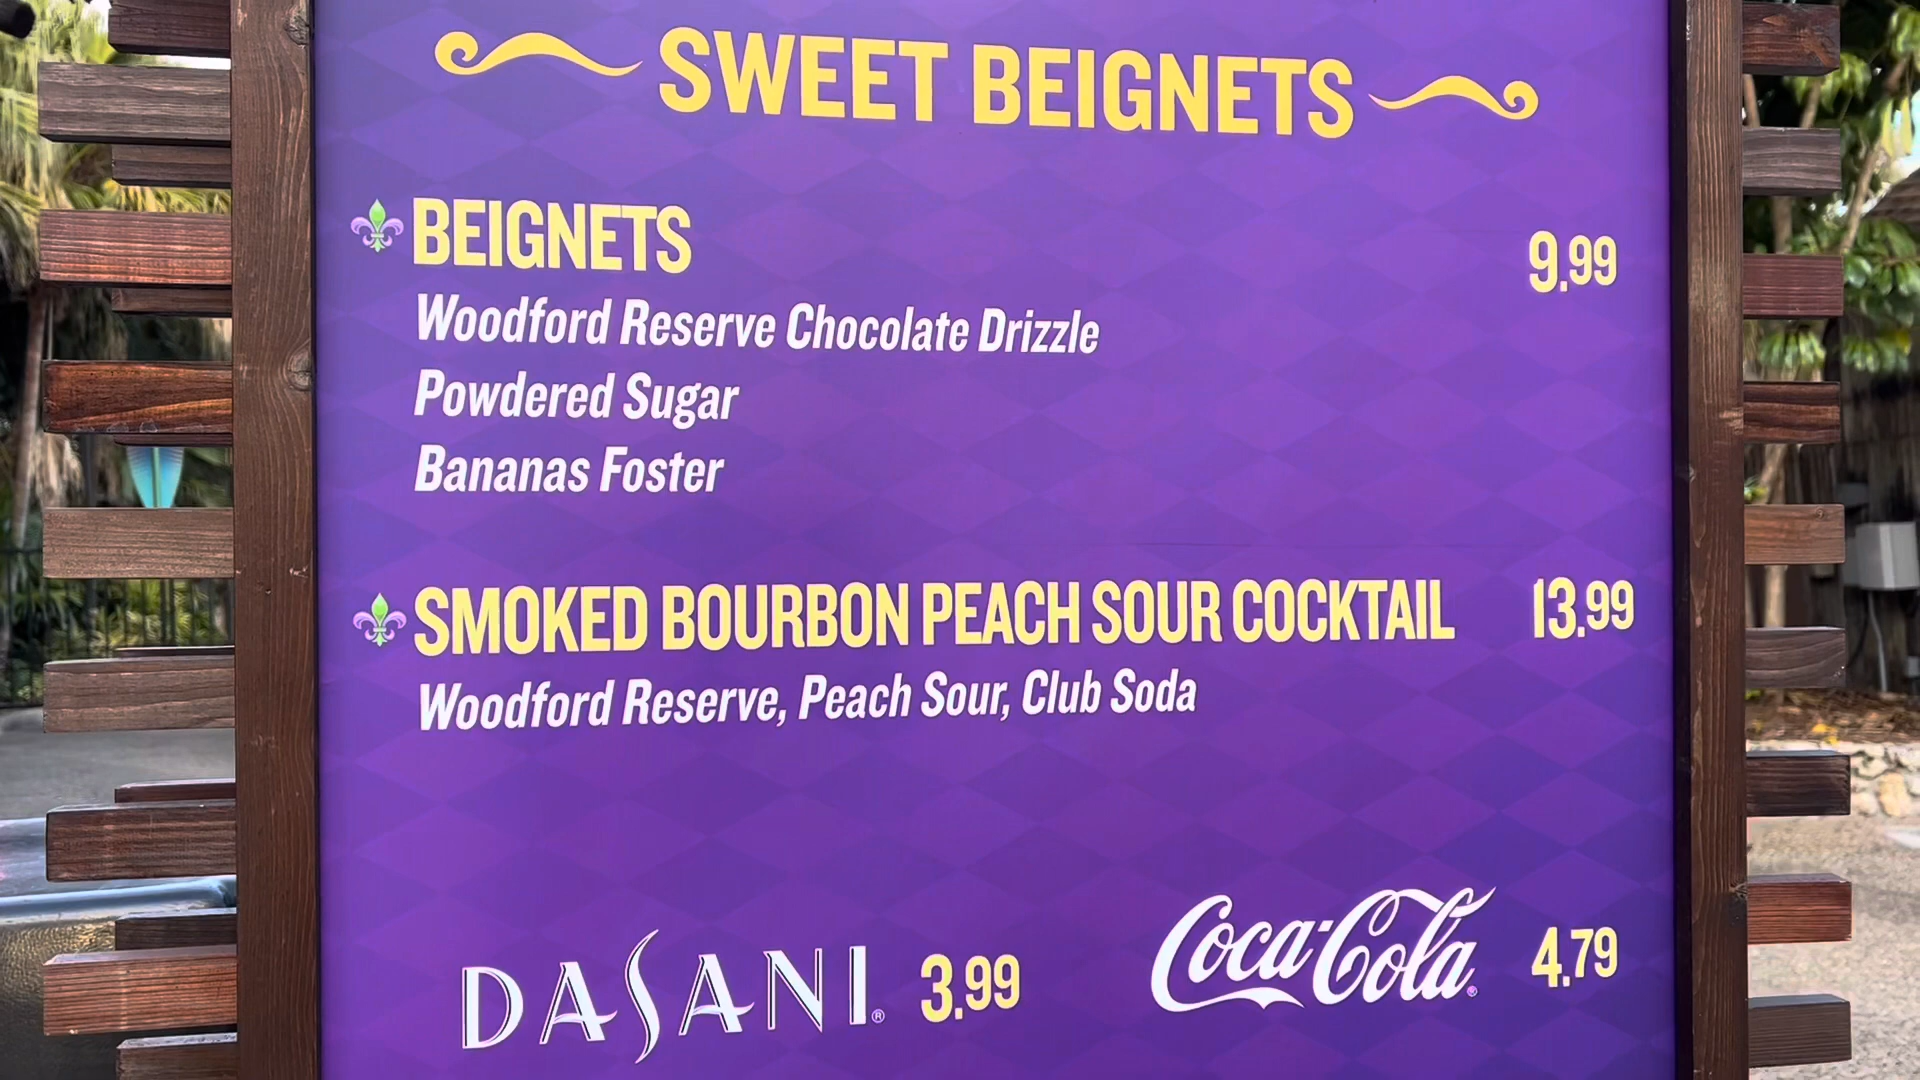 SWEET BEIGNETS
BEIGNETS 9.99
Woodford Reserve Chocolate Drizzle
Powdered Sugar
Bananas Foster
SMOKED BOURBON PEACH SOUR COCKTAIL 13.99
Woodford Reserve, Peach Sour, Club Soda
DASANI® 3.99 Coca-Cola® 4.79